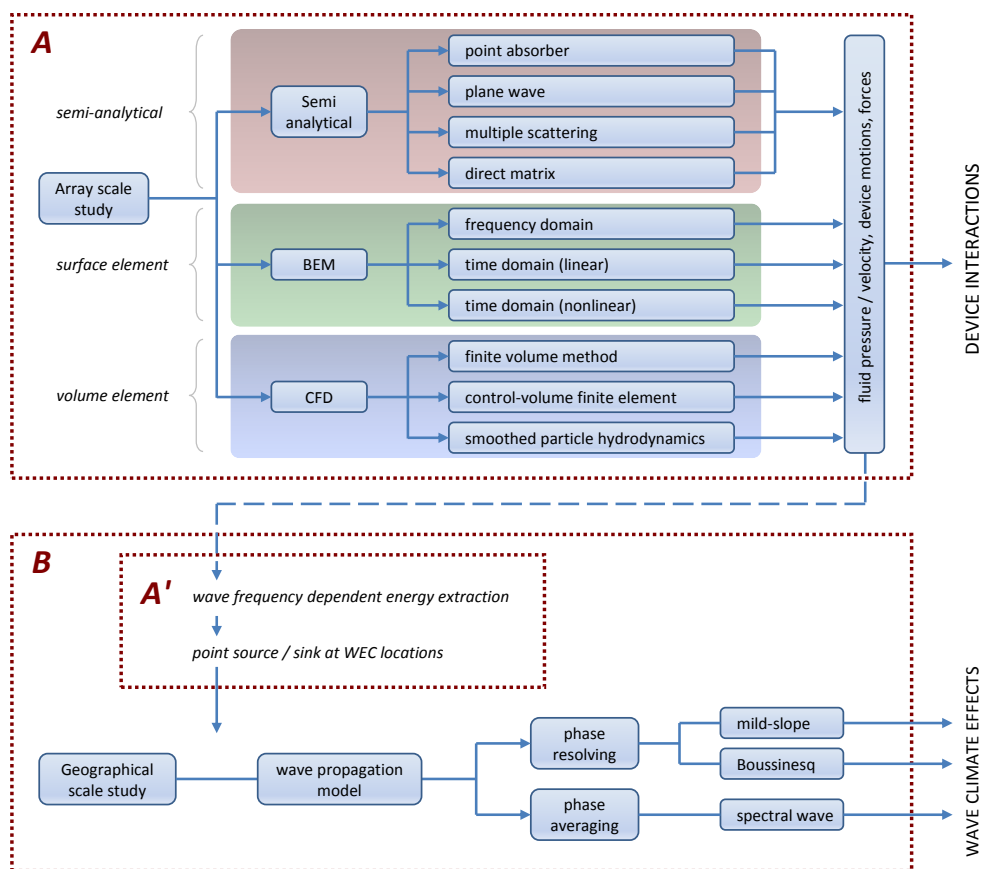 A
semi-analytical
Array scale
study
surface element
volume element
Semi
analytical
point absorber
plane wave
multiple scattering
direct matrix
BEM
frequency domain
time domain (linear)
time domain (nonlinear)
CFD
finite volume method
control-volume finite element
smoothed particle hydrodynamics
fluid pressure / velocity, device motions, forces
DEVICE INTERACTIONS
B
A'
wave frequency dependent energy extraction
point source / sink at WEC locations
Geographical
scale study
wave propagation
model
phase
resolving
mild-slope
Boussinesq
phase
averaging
spectral wave
WAVE CLIMATE EFFECTS